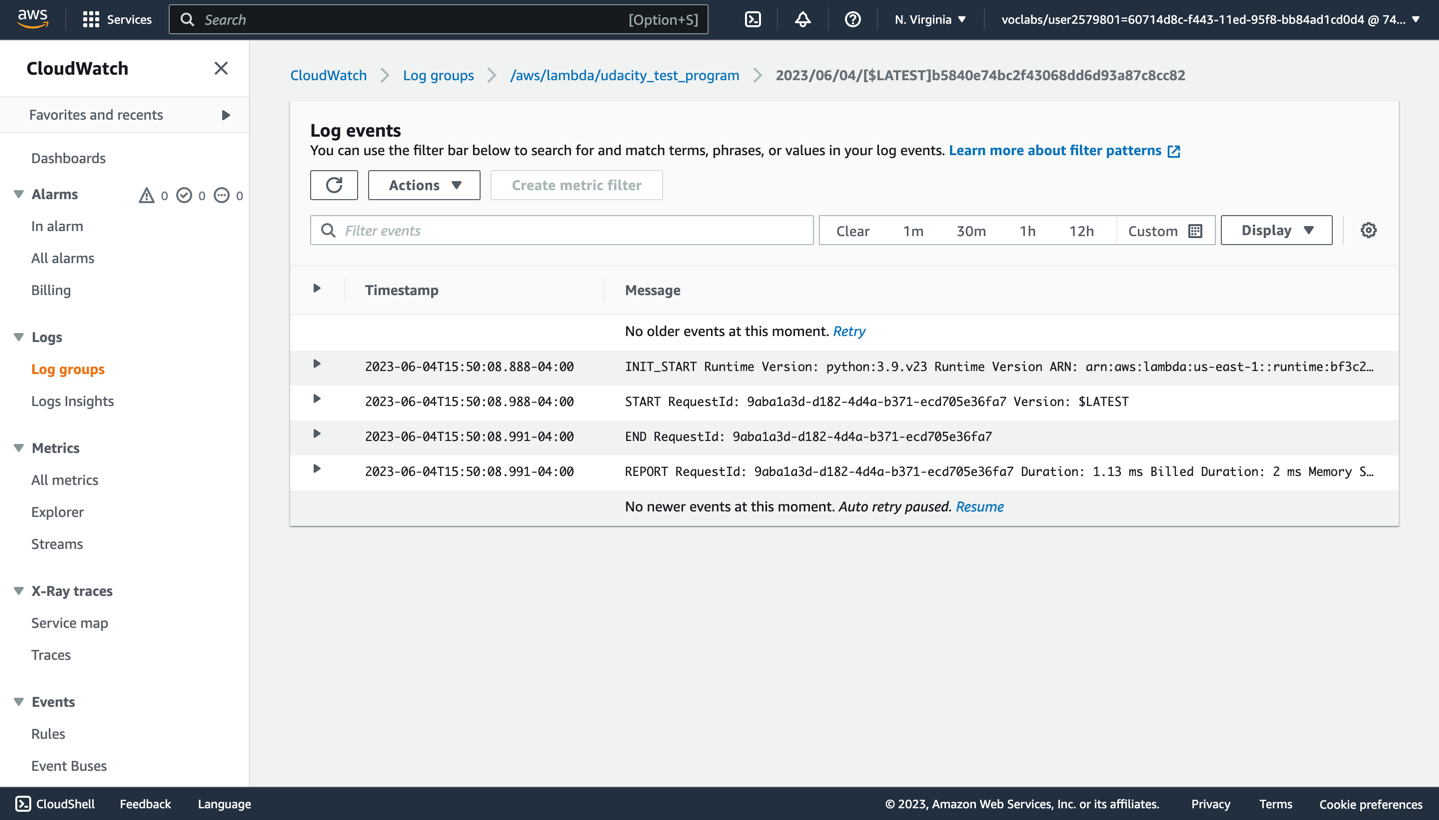 aws
Services
Search
[Option+S]
N. Virginia
voclabs/user2579801=60714d8c-f443-11ed-95f8-bb84ad1cd0d4 @ 74...
CloudWatch
Favorites and recents
Dashboards
Alarms
0
0
0
In alarm
All alarms
Billing
Logs
Log groups
Logs Insights
Metrics
All metrics
Explorer
Streams
X-Ray traces
Service map
Traces
Events
Rules
Event Buses
CloudWatch
Log groups
/aws/lambda/udacity_test_program
2023/06/04/[$LATEST]b5840e74bc2f43068dd6d93a87c8cc82
Log events
You can use the filter bar below to search for and match terms, phrases, or values in your log events. Learn more about filter patterns
Actions
Create metric filter
Filter events
Clear
1m
30m
1h
12h
Custom
Display
Timestamp
Message
No older events at this moment. Retry
2023-06-04T15:50:08.888-04:00 INIT_START Runtime Version: python:3.9.v23 Runtime Version ARN: arn:aws:lambda:us-east-1::runtime:bf3c2…
2023-06-04T15:50:08.988-04:00 START RequestId: 9aba1a3d-d182-4d4a-b371-ecd705e36fa7 Version: $LATEST
2023-06-04T15:50:08.991-04:00 END RequestId: 9aba1a3d-d182-4d4a-b371-ecd705e36fa7
2023-06-04T15:50:08.991-04:00 REPORT RequestId: 9aba1a3d-d182-4d4a-b371-ecd705e36fa7 Duration: 1.13 ms Billed Duration: 2 ms Memory S…
No newer events at this moment. Auto retry paused. Resume
CloudShell
Feedback
Language
© 2023, Amazon Web Services, Inc. or its affiliates.
Privacy
Terms
Cookie preferences